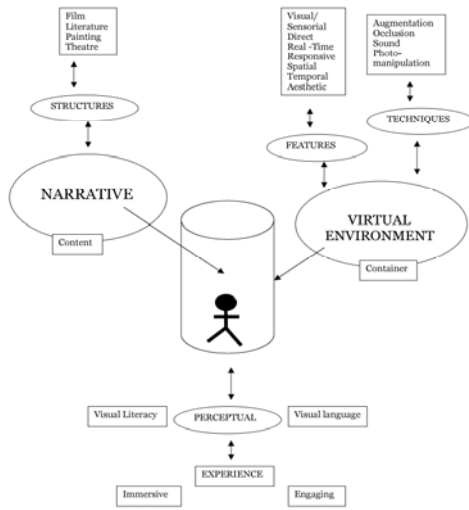 Film
Literature
Painting
Theatre
Visual/
Sensorial
Direct
Real -Time
Responsive
Spatial
Temporal
Aesthetic
Augmentation
Occlusion
Sound
Photo-
manipulation
STRUCTURES
FEATURES
TECHNIQUES
NARRATIVE
Content
VIRTUAL
ENVIRONMENT
Container
Visual Literacy
PERCEPTUAL
Visual language
EXPERIENCE
Immersive
Engaging